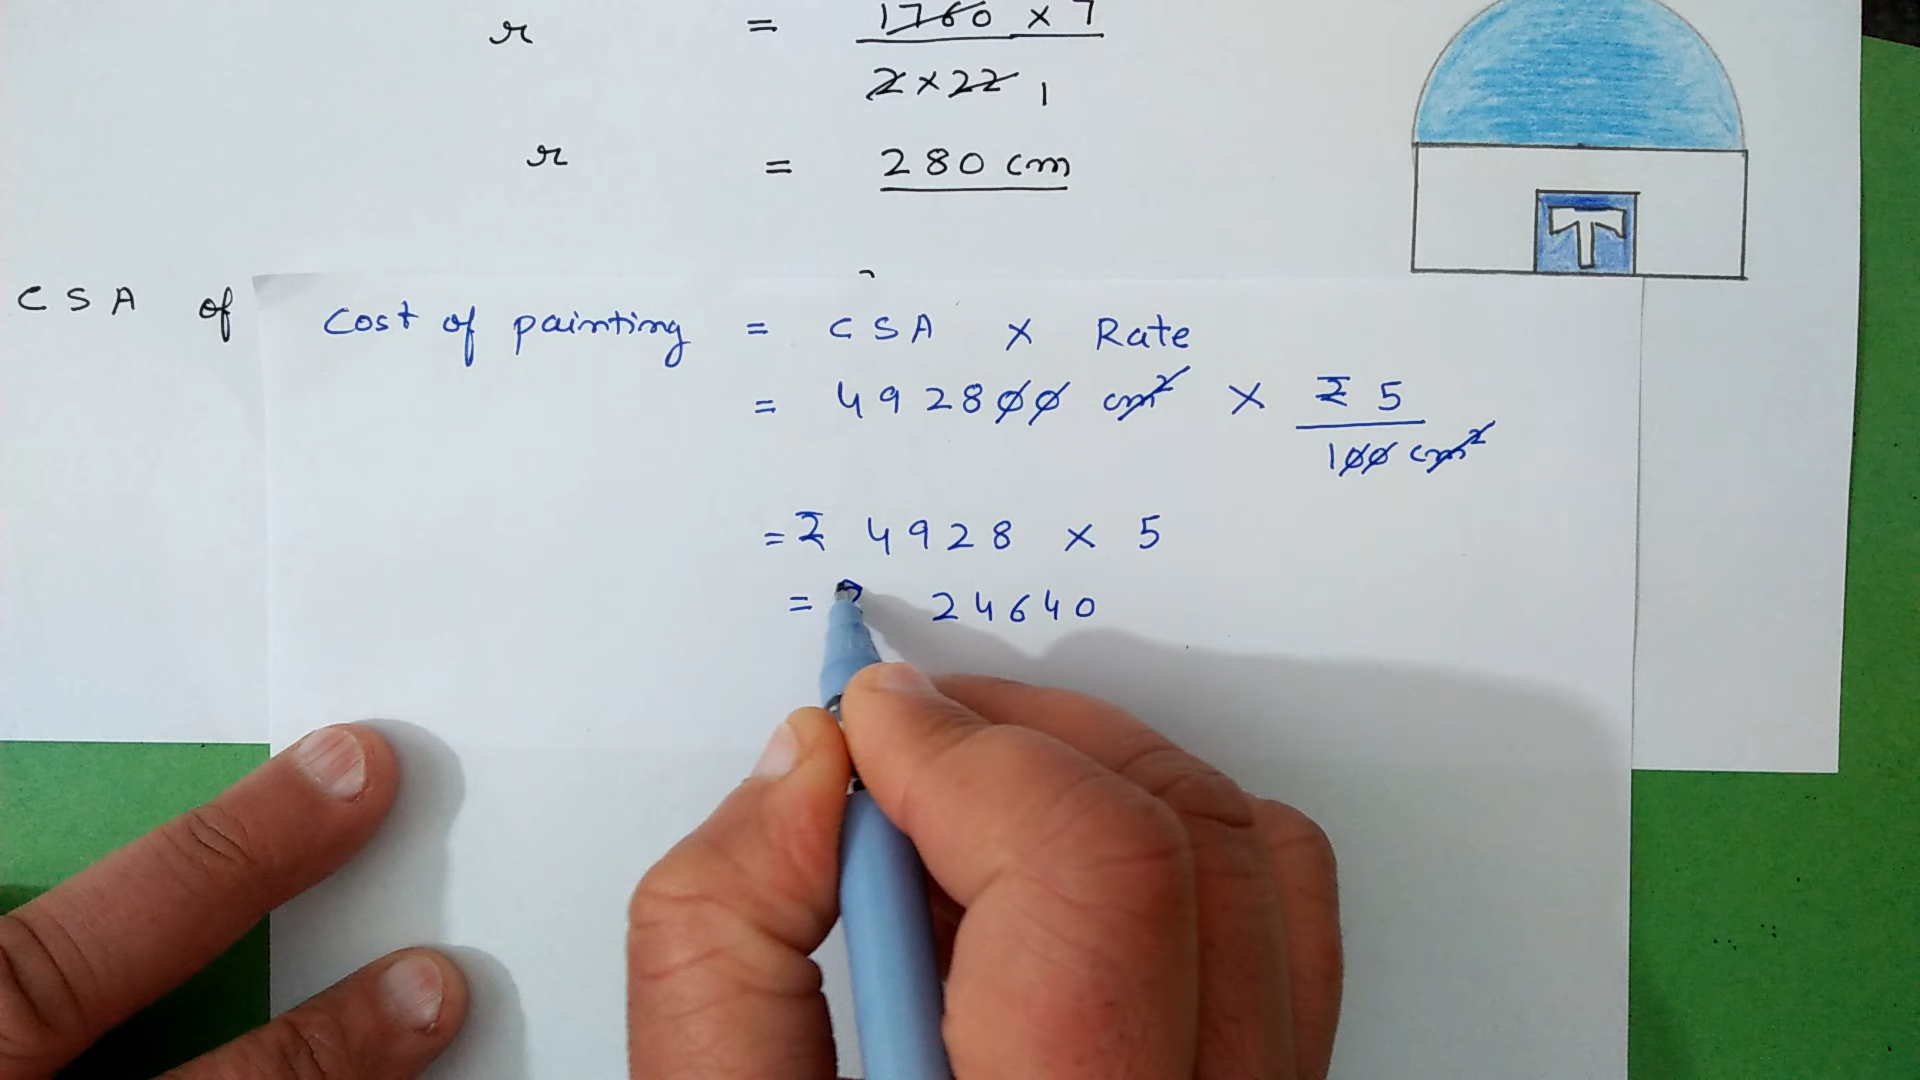 r = 1760 × 7
2 × 22 1
r = 280 cm
CSA of
Cost of painting = CSA × Rate
= 492800 cm² × ₹ 5
100 cm²
= ₹ 4928 × 5
= 24640